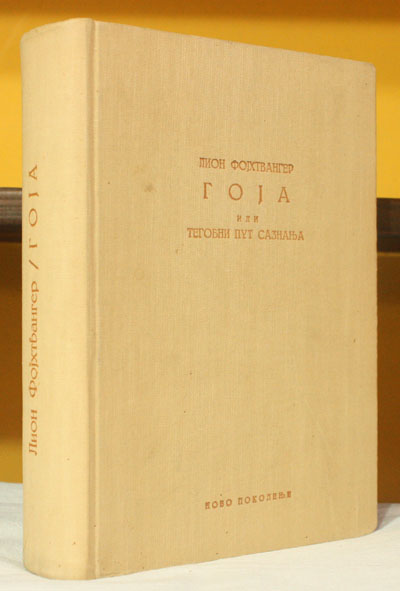 Лион Фојхтвангер / ГОЈА
ЛИОН ФОЈХТВАНГЕР
ГОЈА
ИЛИ
ТЕГОБНИ ПУТ САЗНАЊА
НОВО ПОКОЛЕЊЕ